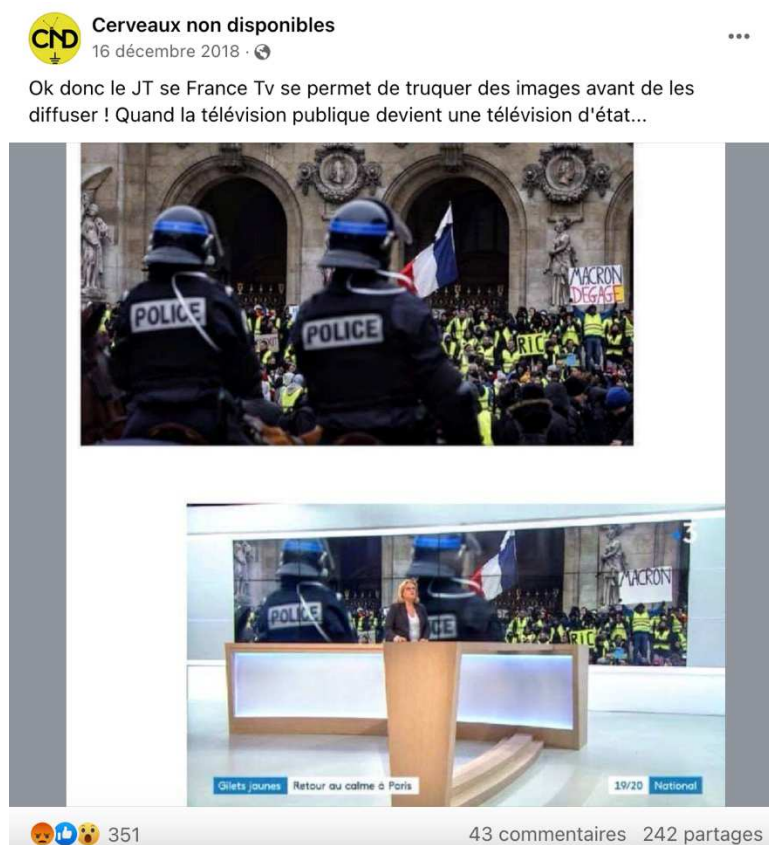 CND
Cerveaux non disponibles
16 décembre 2018
Ok donc le JT se France Tv se permet de truquer des images avant de les
diffuser ! Quand la télévision publique devient une télévision d'état...
MACRON
DEGAGE
POLICE
POLICE
RiC
3
MACRON
POLICE
CE
RIC
Gilets jaunes Retour au calme à Paris
19/20 National
351
43 commentaires 242 partages